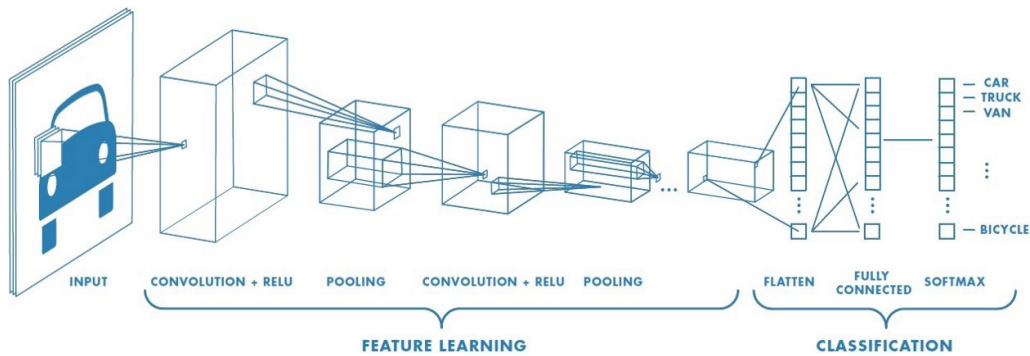 CAR
TRUCK
VAN
BICYCLE
INPUT
CONVOLUTION + RELU
POOLING
CONVOLUTION + RELU
POOLING
FLATTEN
FULLY
CONNECTED
SOFTMAX
FEATURE LEARNING
CLASSIFICATION